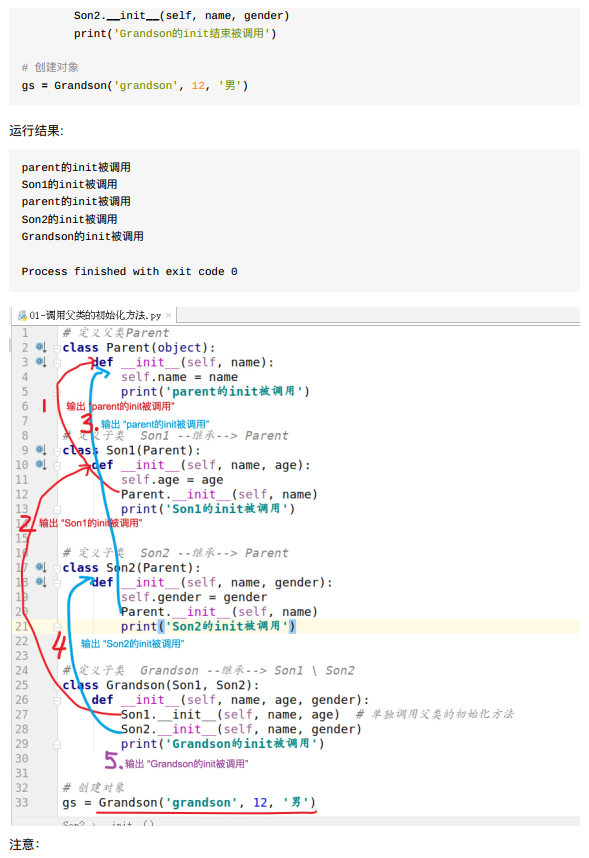 Son2.__init__(self, name, gender)
print('Grandson的init结束被调用')
# 创建对象
gs = Grandson('grandson', 12, '男')
运行结果:
parent的init被调用
Son1的init被调用
parent的init被调用
Son2的init被调用
Grandson的init被调用
Process finished with exit code 0
01-调用父类的初始化方法.py ×
1 # 定义父类Parent
2 class Parent(object):
3 def __init__(self, name):
4 self.name = name
5 print('parent的init被调用')
6 1 输出 "parent的init被调用"
7 3. 输出 "parent的init被调用"
8 # 定义子类 Son1 --继承--> Parent
9 class Son1(Parent):
10 def __init__(self, name, age):
11 self.age = age
12 Parent.__init__(self, name)
13 print('Son1的init被调用')
14 2 输出 "Son1的init被调用"
15
16 # 定义子类 Son2 --继承--> Parent
17 class Son2(Parent):
18 def __init__(self, name, gender):
19 self.gender = gender
20 Parent.__init__(self, name)
21 print('Son2的init被调用')
22 4 输出 "Son2的init被调用"
23
24 # 定义子类 Grandson --继承--> Son1 \ Son2
25 class Grandson(Son1, Son2):
26 def __init__(self, name, age, gender):
27 Son1.__init__(self, name, age) # 单独调用父类的初始化方法
28 Son2.__init__(self, name, gender)
29 print('Grandson的init被调用')
30 5. 输出 "Grandson的init被调用"
31
32 # 创建对象
33 gs = Grandson('grandson', 12, '男')
注意: